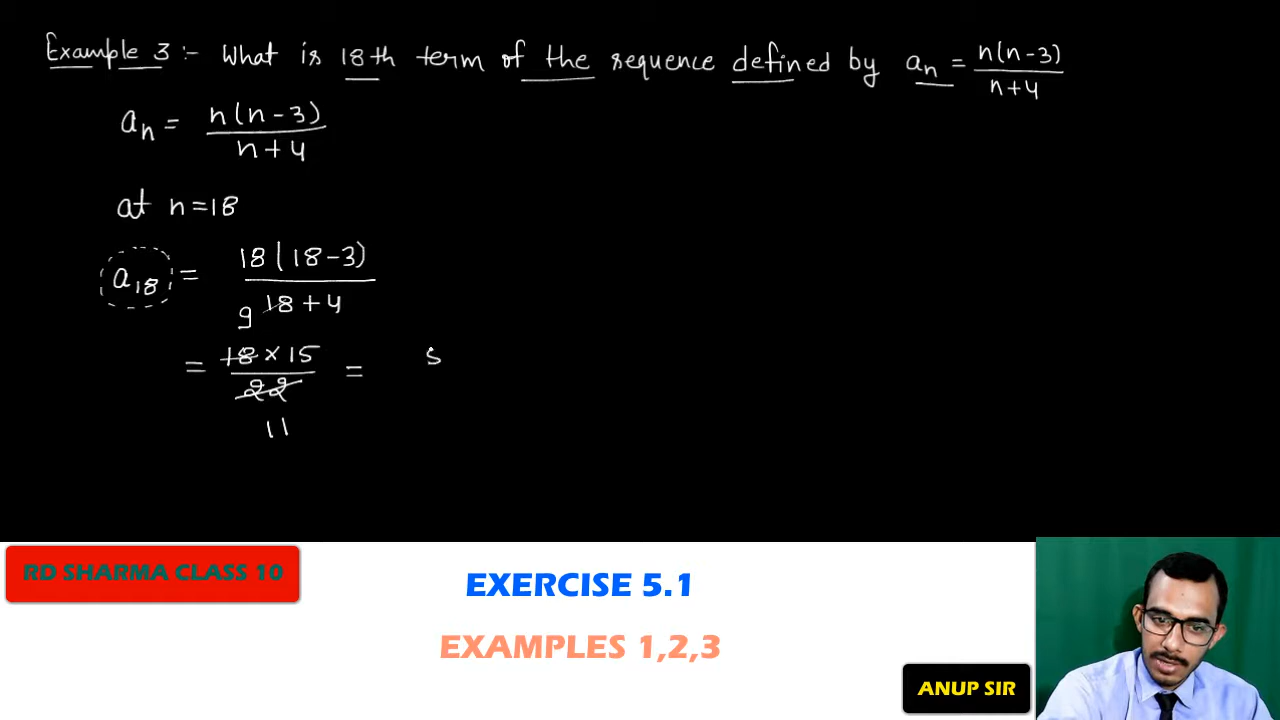 Example 3 :- What is 18th term of the sequence defined by aₙ = n(n-3)/n+4
aₙ = n(n-3)/n+4
at n=18
a₁₈ = 18(18-3)/18+4
9
= 18×15/22 =
11
RD SHARMA CLASS 10
EXERCISE 5.1
EXAMPLES 1,2,3
ANUP SIR